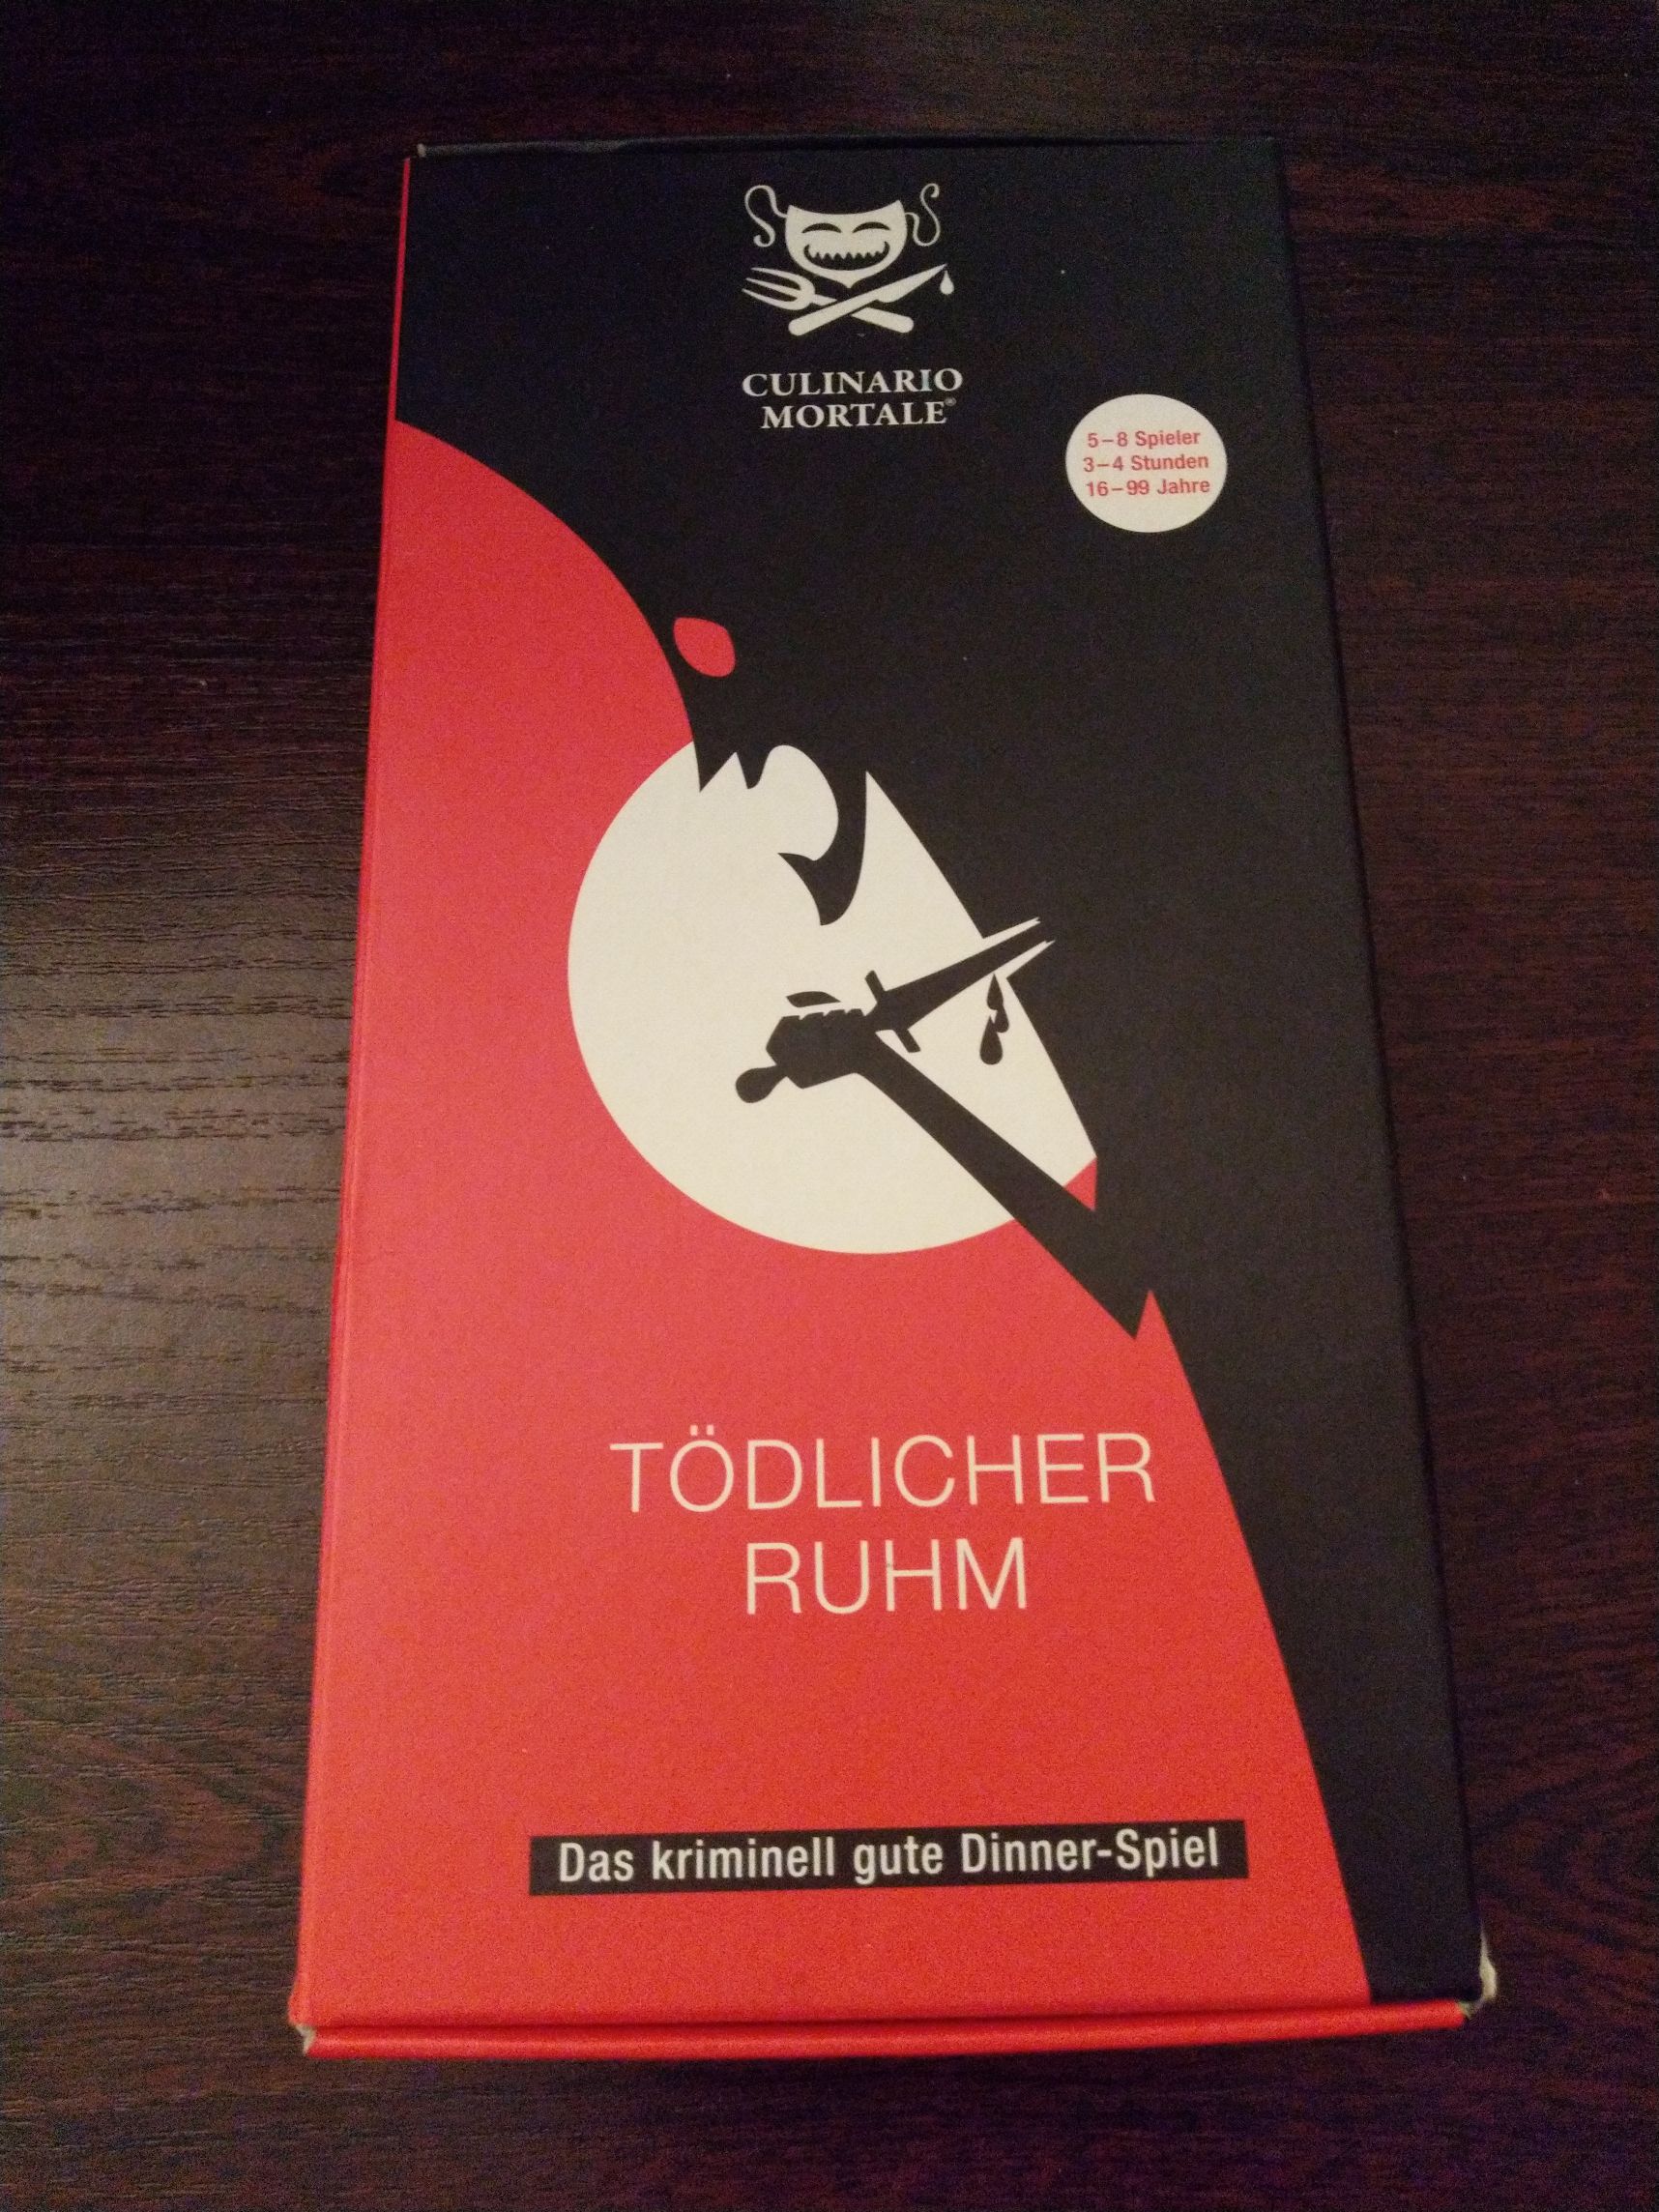 CULINARIO
MORTALE®
5–8 Spieler
3–4 Stunden
16–99 Jahre
TÖDLICHER
RUHM
Das kriminell gute Dinner-Spiel